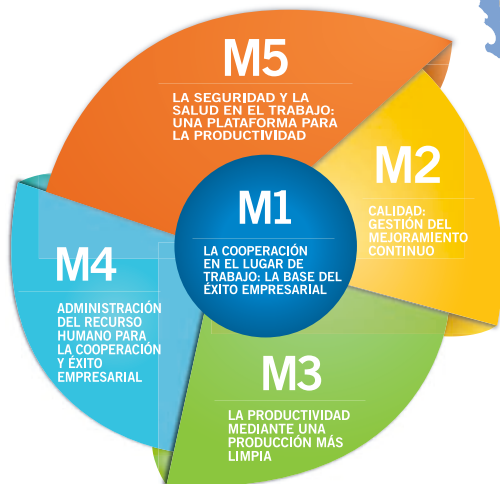 M5
LA SEGURIDAD Y LA
SALUD EN EL TRABAJO:
UNA PLATAFORMA PARA
LA PRODUCTIVIDAD
M2
CALIDAD:
GESTIÓN DEL
MEJORAMIENTO
CONTINUO
M1
LA COOPERACIÓN
EN EL LUGAR DE
TRABAJO: LA BASE DEL
ÉXITO EMPRESARIAL
M4
ADMINISTRACIÓN
DEL RECURSO
HUMANO PARA
LA COOPERACIÓN
Y ÉXITO
EMPRESARIAL
M3
LA PRODUCTIVIDAD
MEDIANTE UNA
PRODUCCIÓN MÁS
LIMPIA